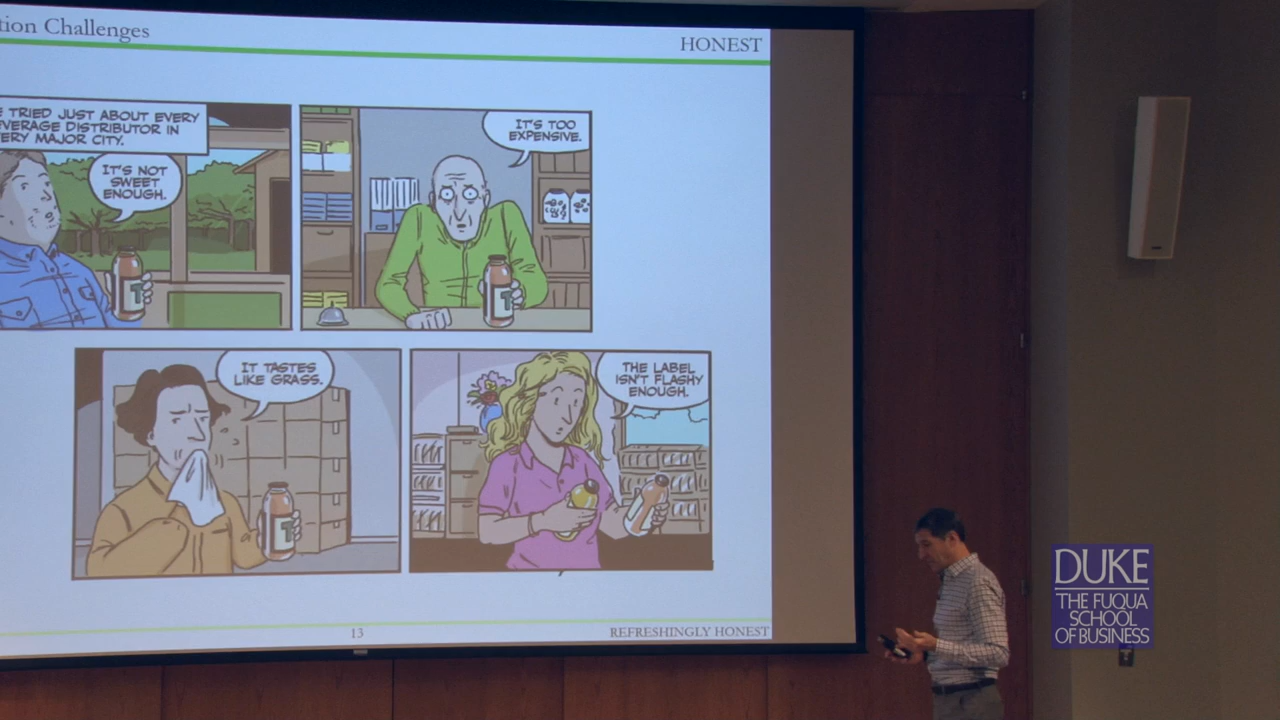 tion Challenges
HONEST
E TRIED JUST ABOUT EVERY
EVERAGE DISTRIBUTOR IN
ERY MAJOR CITY.
IT'S NOT
SWEET
ENOUGH.
T
IT'S TOO
EXPENSIVE.
T
IT TASTES
LIKE GRASS.
T
THE LABEL
ISN'T FLASHY
ENOUGH.
13
REFRESHINGLY HONEST
DUKE
THE FUQUA
SCHOOL
OF BUSINESS